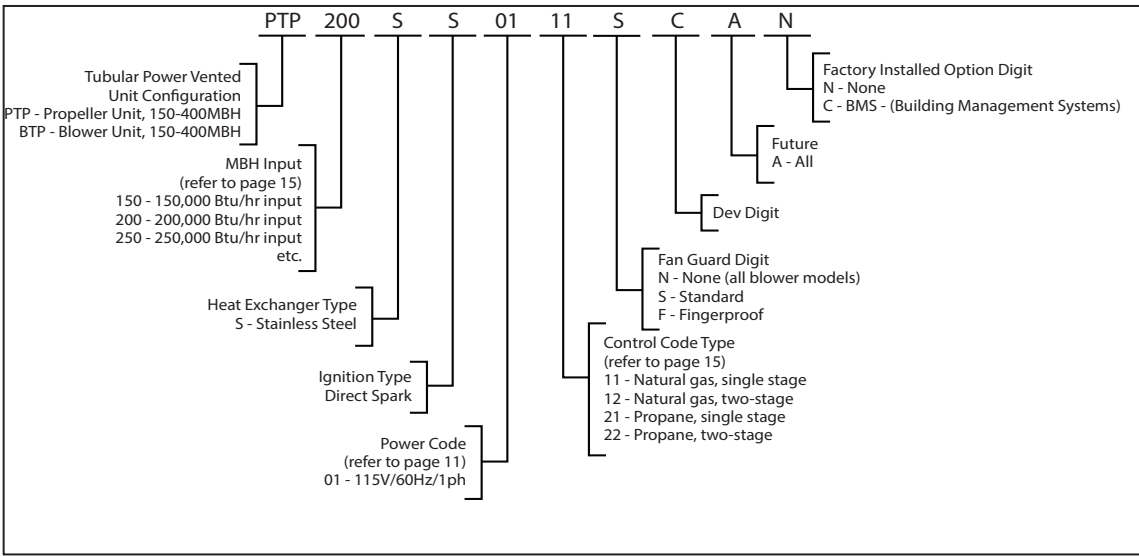 PTP 200 S S 01 11 S C A N
Tubular Power Vented
Unit Configuration
PTP - Propeller Unit, 150-400MBH
BTP - Blower Unit, 150-400MBH
MBH Input
(refer to page 15)
150 - 150,000 Btu/hr input
200 - 200,000 Btu/hr input
250 - 250,000 Btu/hr input
etc.
Heat Exchanger Type
S - Stainless Steel
Ignition Type
Direct Spark
Power Code
(refer to page 11)
01 - 115V/60Hz/1ph
Factory Installed Option Digit
N - None
C - BMS - (Building Management Systems)
Future
A - All
Dev Digit
Fan Guard Digit
N - None (all blower models)
S - Standard
F - Fingerproof
Control Code Type
(refer to page 15)
11 - Natural gas, single stage
12 - Natural gas, two-stage
21 - Propane, single stage
22 - Propane, two-stage